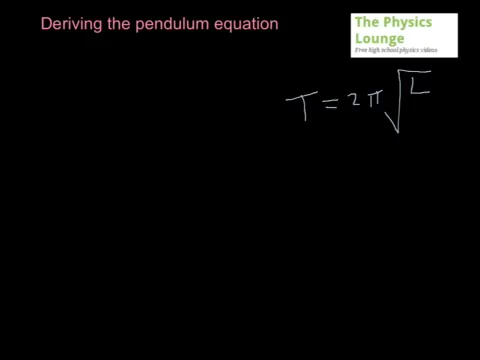 Deriving the pendulum equation
The Physics
Lounge
Free high school physics videos
T = 2π√L